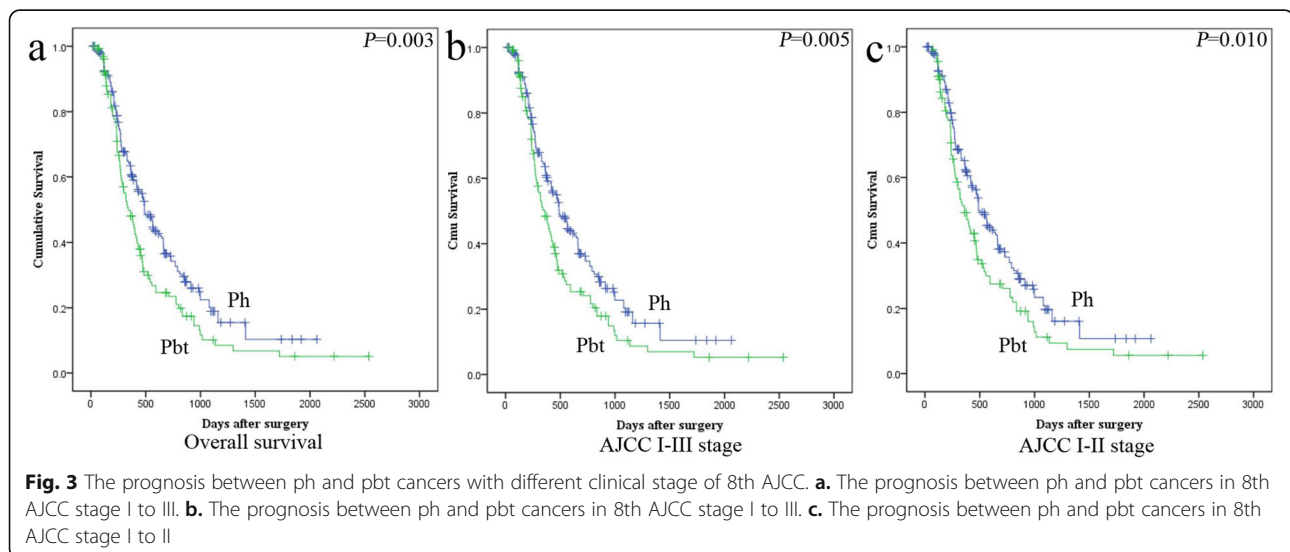 a
P=0.003
1.0
0.8
0.6
0.4
0.2
0.0
Cumulative Survival
Ph
Pbt
0 500 1000 1500 2000 2500 3000
Days after surgery
Overall survival
b
P=0.005
1.0
0.8
0.6
0.4
0.2
0.0
Cmu Survival
Ph
Pbt
0 500 1000 1500 2000 2500 3000
Days after surgery
AJCC I-III stage
c
P=0.010
1.0
0.8
0.6
0.4
0.2
0.0
Cmu Survival
Ph
Pbt
0 500 1000 1500 2000 2500 3000
Days after surgery
AJCC I-II stage
Fig. 3 The prognosis between ph and pbt cancers with different clinical stage of 8th AJCC. a. The prognosis between ph and pbt cancers in 8th
AJCC stage I to III. b. The prognosis between ph and pbt cancers in 8th AJCC stage I to III. c. The prognosis between ph and pbt cancers in 8th
AJCC stage I to II